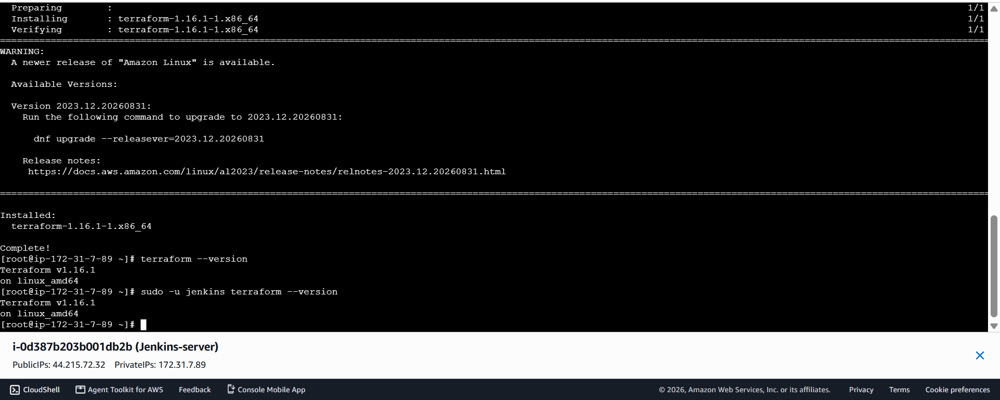 Preparing        :                                                    1/1
Installing       : terraform-1.16.1-1.x86_64                          1/1
Verifying        : terraform-1.16.1-1.x86_64                          1/1
================================================================================
WARNING:
  A newer release of "Amazon Linux" is available.
  Available Versions:
  Version 2023.12.20260831:
    Run the following command to upgrade to 2023.12.20260831:
      dnf upgrade --releasever=2023.12.20260831
    Release notes:
     https://docs.aws.amazon.com/linux/al2023/release-notes/relnotes-2023.12.20260831.html
================================================================================
Installed:
  terraform-1.16.1-1.x86_64
Complete!
[root@ip-172-31-7-89 ~]# terraform --version
Terraform v1.16.1
on linux_amd64
[root@ip-172-31-7-89 ~]# sudo -u jenkins terraform --version
Terraform v1.16.1
on linux_amd64
[root@ip-172-31-7-89 ~]#
i-0d387b203b001db2b (Jenkins-server)
PublicIPs: 44.215.72.32    PrivateIPs: 172.31.7.89
CloudShell    Agent Toolkit for AWS    Feedback    Console Mobile App    © 2026, Amazon Web Services, Inc. or its affiliates.    Privacy    Terms    Cookie preferences